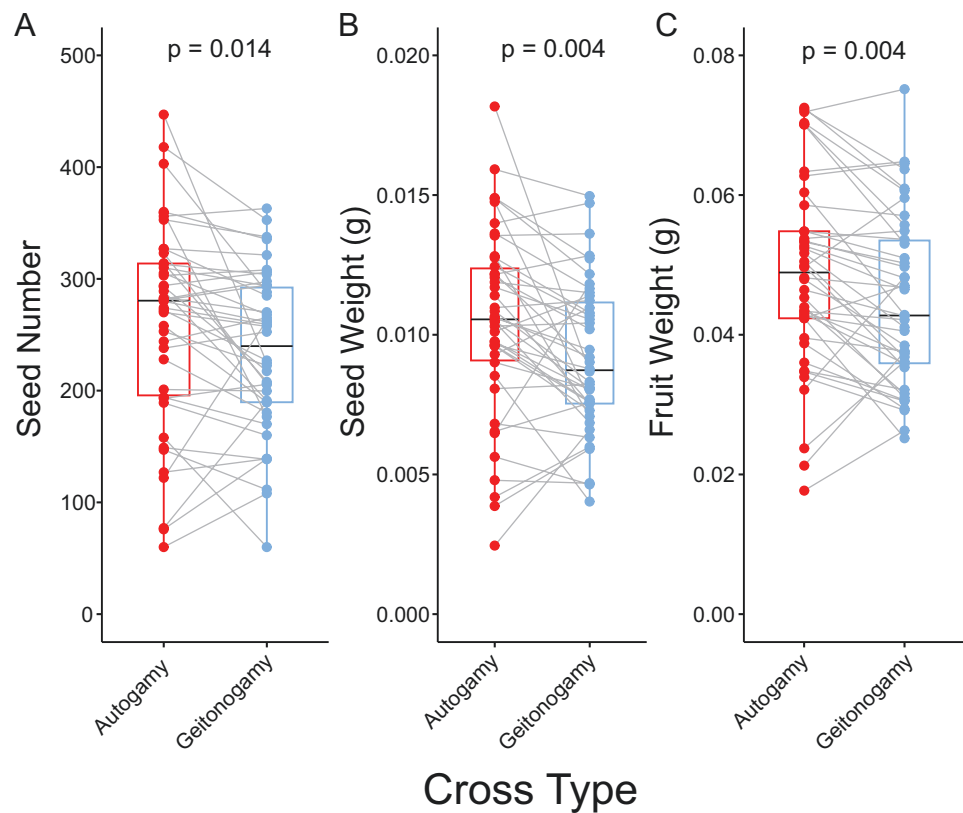 A
p = 0.014
500
400
300
200
100
0
Seed Number
Autogamy
Geitonogamy
B
p = 0.004
0.020
0.015
0.010
0.005
0.000
Seed Weight (g)
Autogamy
Geitonogamy
C
p = 0.004
0.08
0.06
0.04
0.02
0.00
Fruit Weight (g)
Autogamy
Geitonogamy
Cross Type